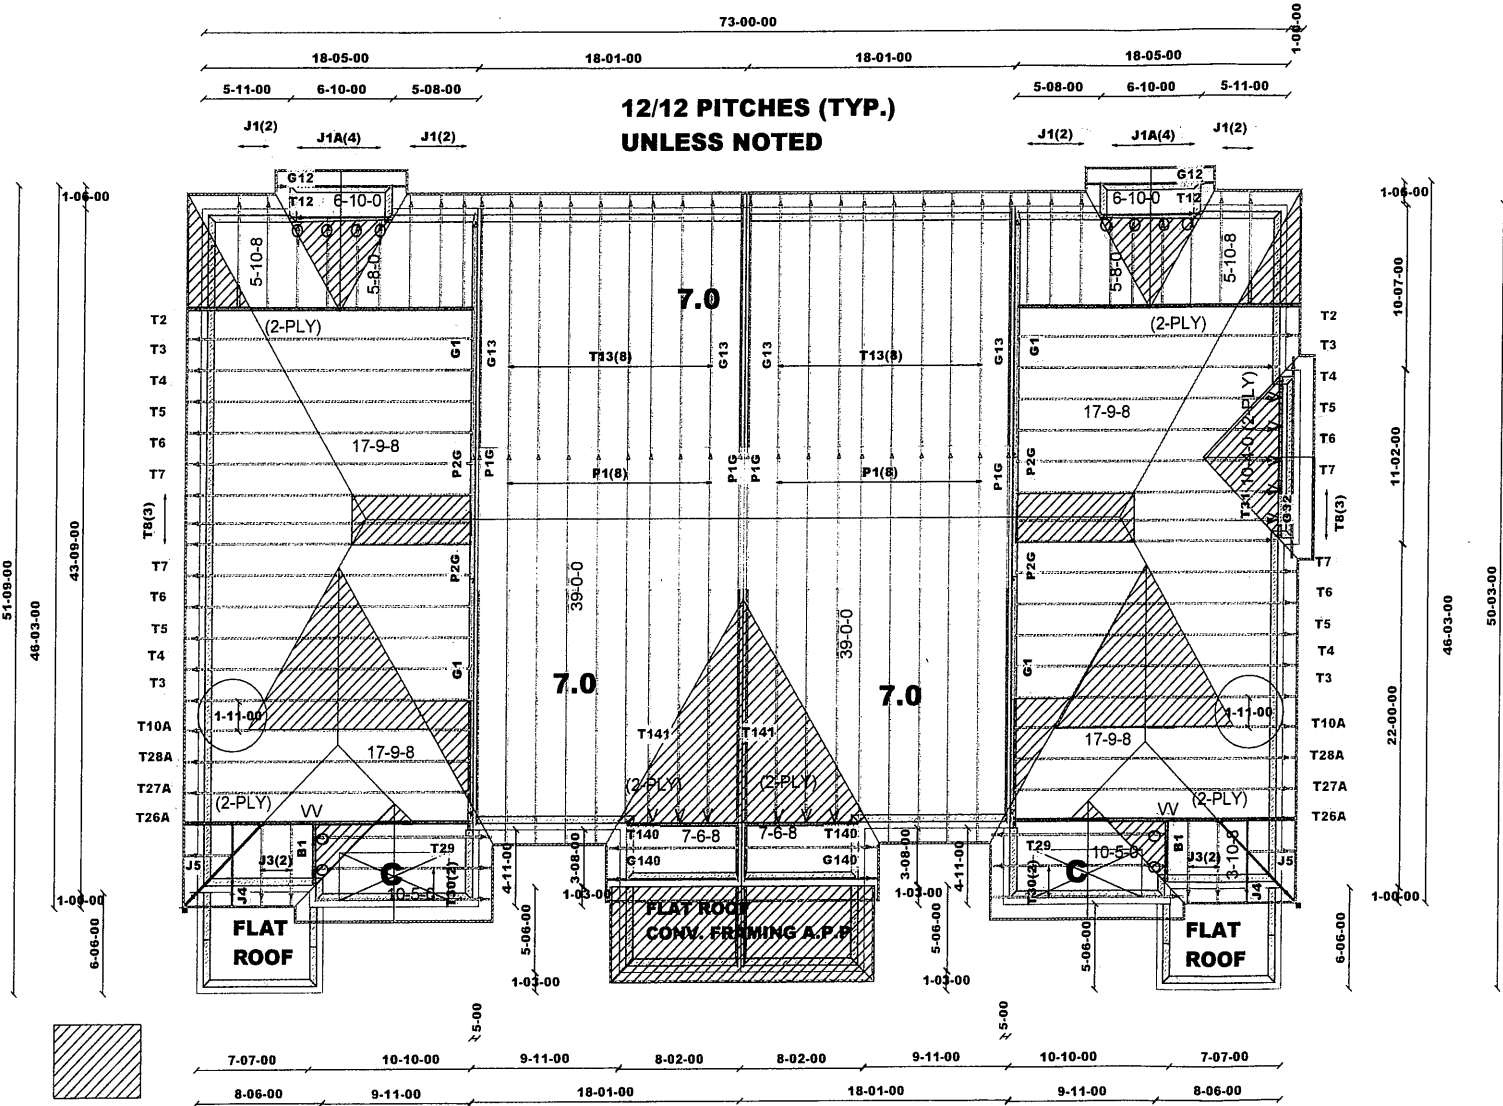 73-00-00
1-00-00
18-05-00
18-01-00
18-01-00
18-05-00
5-11-00
6-10-00
5-08-00
5-08-00
6-10-00
5-11-00
12/12 PITCHES (TYP.)
UNLESS NOTED
J1(2)
J1A(4)
J1(2)
J1(2)
J1A(4)
J1(2)
G12
G12
1-06-00
T12
6-10-0
6-10-0
T12
1-06-00
5-10-8
5-8-0
5-8-0
5-10-8
10-07-00
7.0
T2
(2-PLY)
(2-PLY)
T2
T3
G1
G13
T13(8)
G13
G13
T13(8)
G13
G1
T3
T4
T4
T5
17-9-8
T5
T6
17-9-8
T31 10-4-0 (2-PLY)
T6
11-02-00
T7
P2G
P1G
P1(8)
P1G
P1G
P1(8)
P1G
P2G
T7
T8(3)
G32
T8(3)
51-09-00
43-09-00
46-03-00
T7
P2G
39-0-0
P2G
T7
50-03-00
46-03-00
T6
T6
T5
39-0-0
T5
T4
G1
G1
T4
T3
7.0
7.0
T3
1-11-00
1-11-00
T10A
T141
T141
T10A
22-00-00
T28A
17-9-8
17-9-8
T28A
T27A
(2-PLY)
(2-PLY)
T27A
(2-PLY)
VV
VV
(2-PLY)
T26A
T26A
T140
7-6-8
7-6-8
T140
J5
J3(2)
B1
T29
4-11-00
3-08-00
G140
G140
3-08-00
4-11-00
T29
10-5-0
B1
J3(2)
3-10-8
J5
C
C
J4
10-5-0
T30(2)
T30(2)
J4
1-00-00
1-03-00
1-03-00
1-00-00
6-06-00
FLAT
ROOF
5-06-00
FLAT ROOF
CONV. FRAMING A.P.P
5-06-00
5-06-00
FLAT
ROOF
6-06-00
1-03-00
1-03-00
5-00
5-00
7-07-00
10-10-00
9-11-00
8-02-00
8-02-00
9-11-00
10-10-00
7-07-00
8-06-00
9-11-00
18-01-00
18-01-00
9-11-00
8-06-00